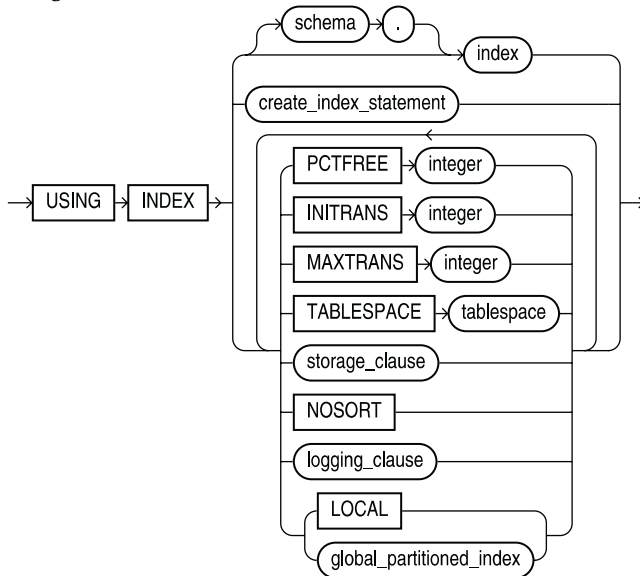 schema .
index
create_index_statement
PCTFREE integer
USING INDEX INITRANS integer
MAXTRANS integer
TABLESPACE tablespace
storage_clause
NOSORT
logging_clause
LOCAL
global_partitioned_index